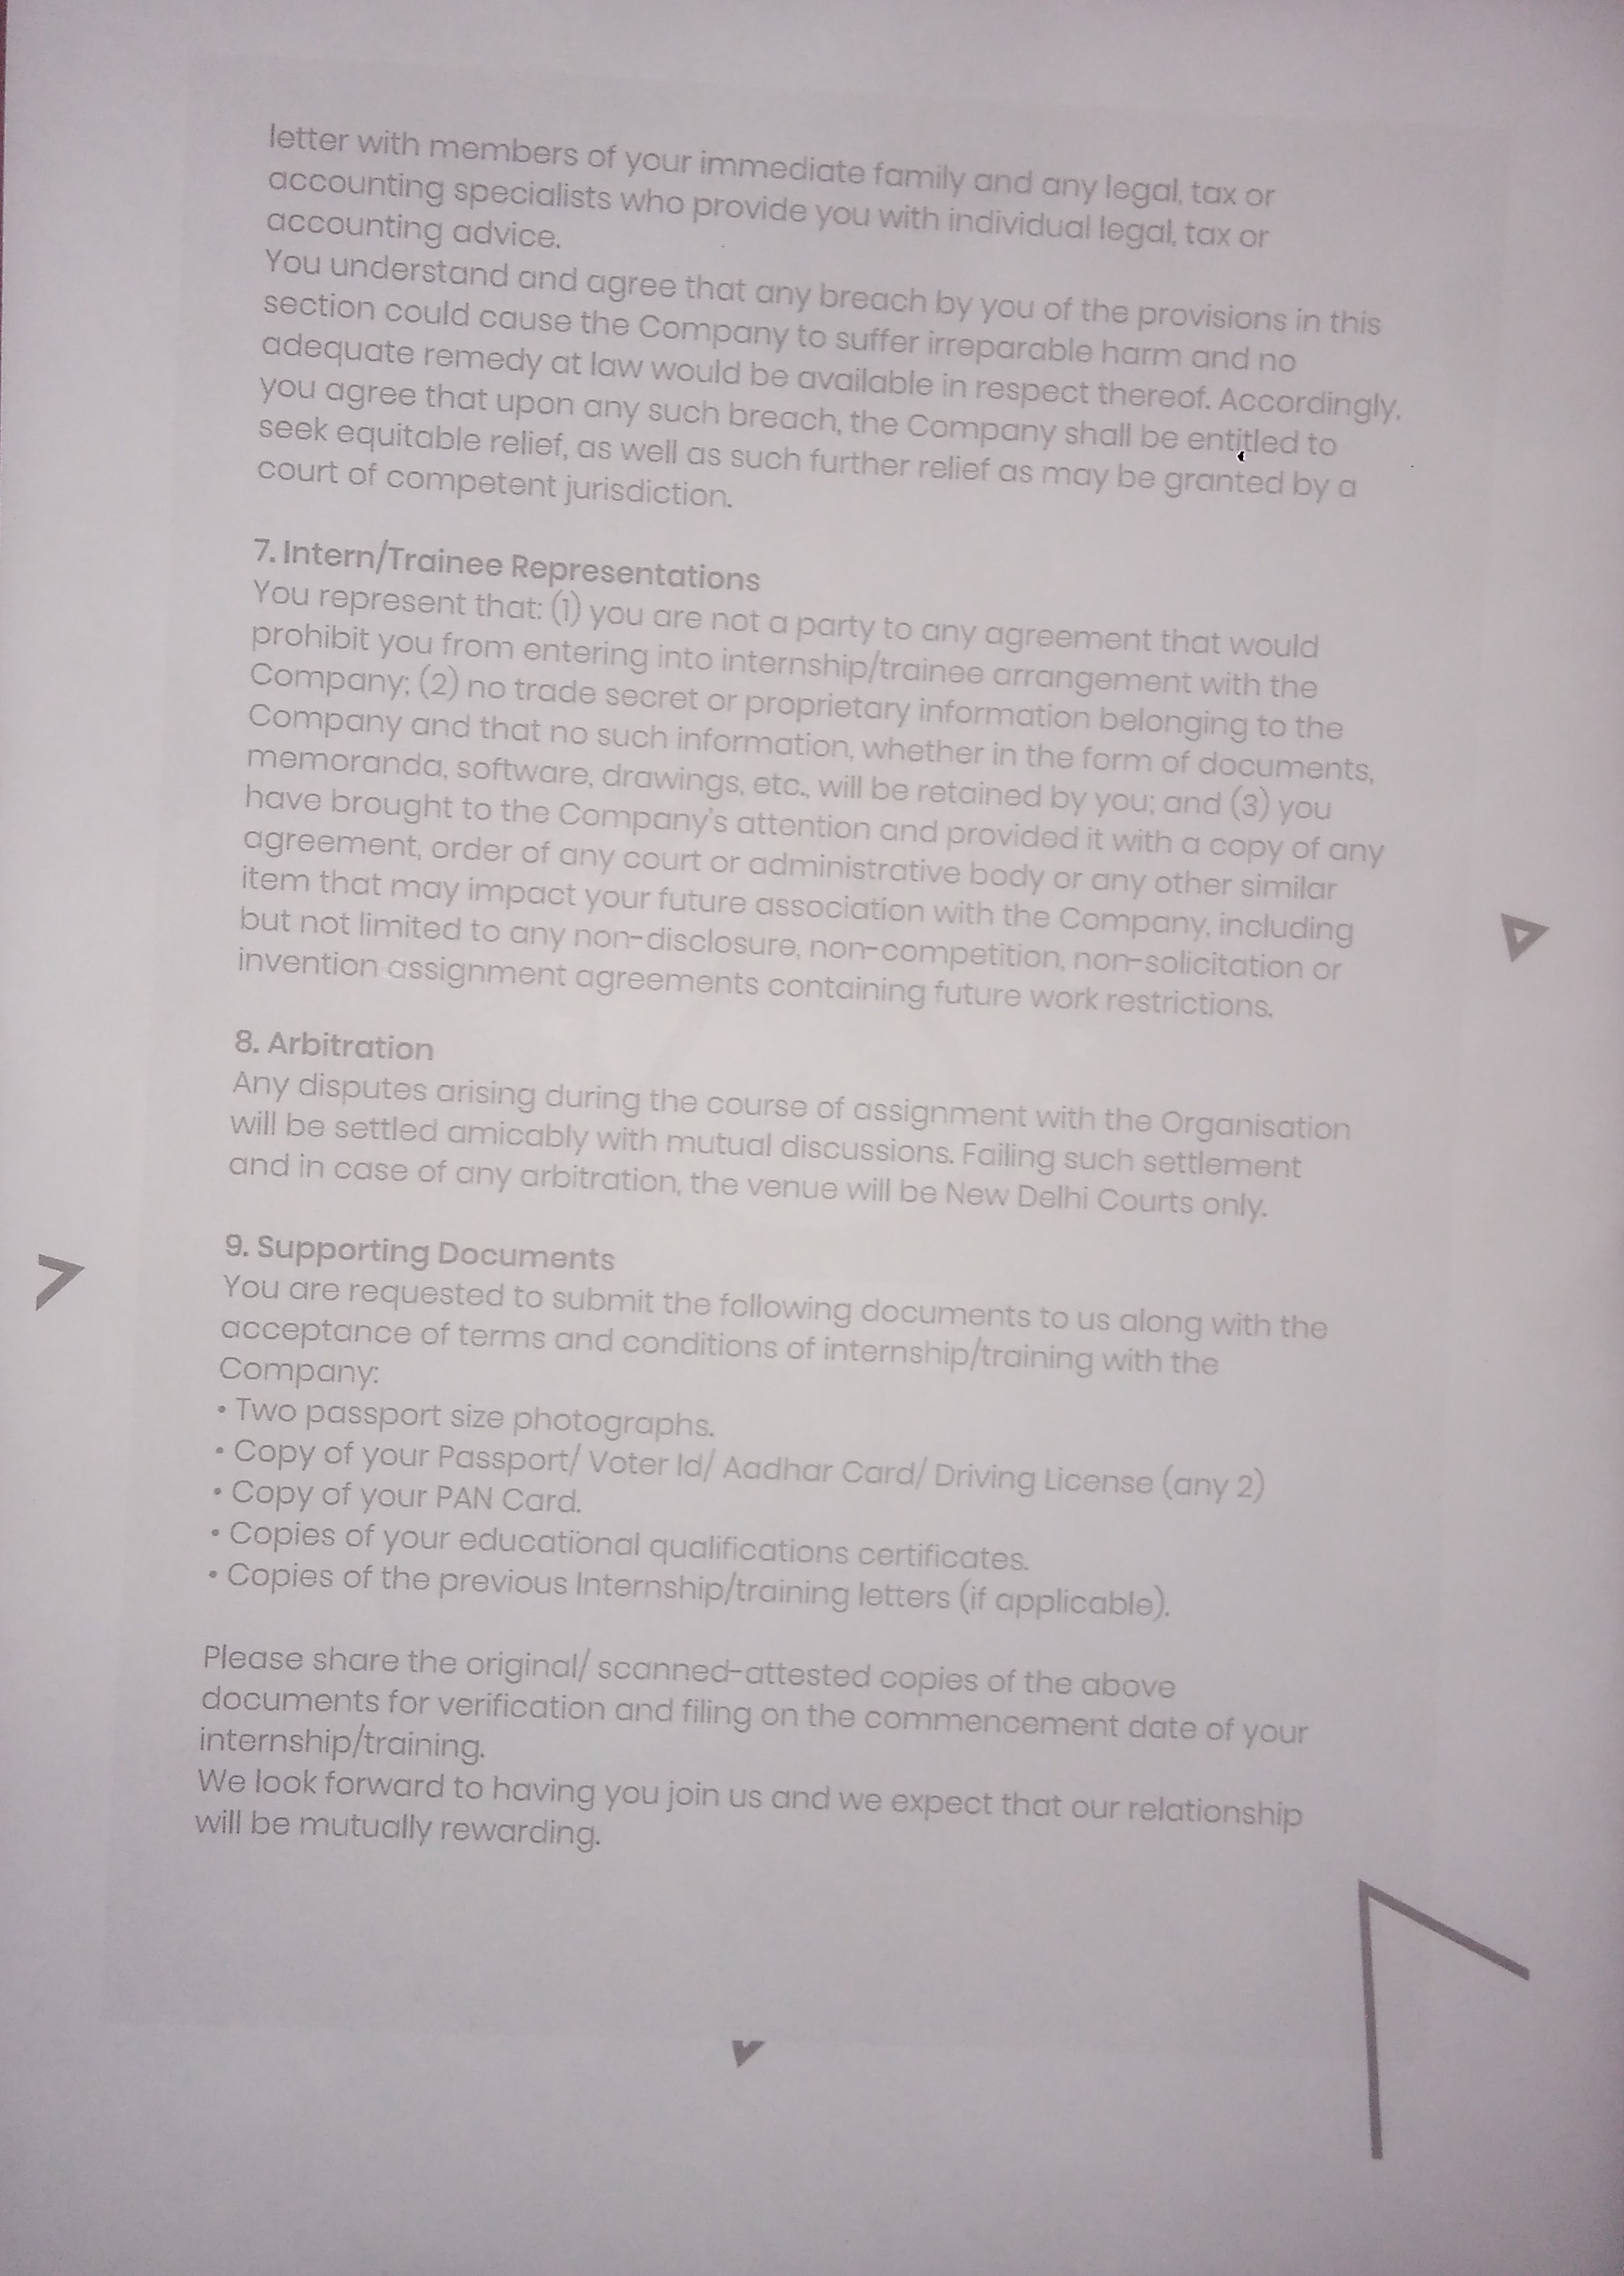 letter with members of your immediate family and any legal, tax or
accounting specialists who provide you with individual legal, tax or
accounting advice.
You understand and agree that any breach by you of the provisions in this
section could cause the Company to suffer irreparable harm and no
adequate remedy at law would be available in respect thereof. Accordingly,
you agree that upon any such breach, the Company shall be entitled to
seek equitable relief, as well as such further relief as may be granted by a
court of competent jurisdiction.
7. Intern/Trainee Representations
You represent that: (1) you are not a party to any agreement that would
prohibit you from entering into internship/trainee arrangement with the
Company; (2) no trade secret or proprietary information belonging to the
Company and that no such information, whether in the form of documents,
memoranda, software, drawings, etc., will be retained by you; and (3) you
have brought to the Company's attention and provided it with a copy of any
agreement, order of any court or administrative body or any other similar
item that may impact your future association with the Company, including
but not limited to any non-disclosure, non-competition, non-solicitation or
invention assignment agreements containing future work restrictions.
8. Arbitration
Any disputes arising during the course of assignment with the Organisation
will be settled amicably with mutual discussions. Failing such settlement
and in case of any arbitration, the venue will be New Delhi Courts only.
9. Supporting Documents
You are requested to submit the following documents to us along with the
acceptance of terms and conditions of internship/training with the
Company:
• Two passport size photographs.
• Copy of your Passport/ Voter Id/ Aadhar Card/ Driving License (any 2)
• Copy of your PAN Card.
• Copies of your educational qualifications certificates.
• Copies of the previous Internship/training letters (if applicable).
Please share the original/ scanned-attested copies of the above
documents for verification and filing on the commencement date of your
internship/training.
We look forward to having you join us and we expect that our relationship
will be mutually rewarding.